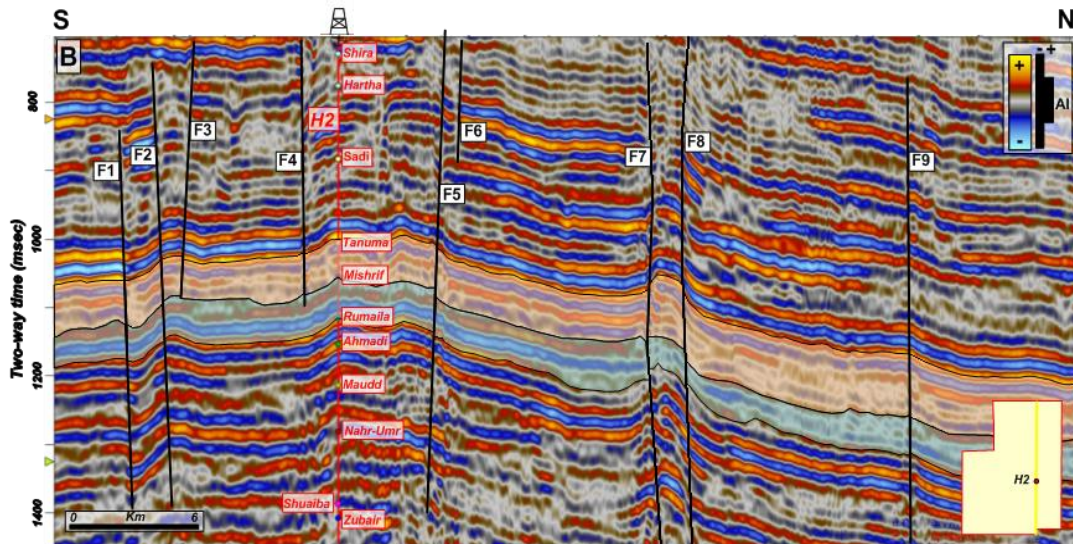 S
N
B
Shira
- +
+
AI
-
Hartha
800
H2
F3
F6
F2
F4
F7
F8
Sadi
F1
F9
F5
1000
Tanuma
Mishrif
Two-way time (msec)
Rumaila
Ahmadi
1200
Maudd
Nahr-Umr
H2
Shuaiba
1400
0 Km 6
Zubair